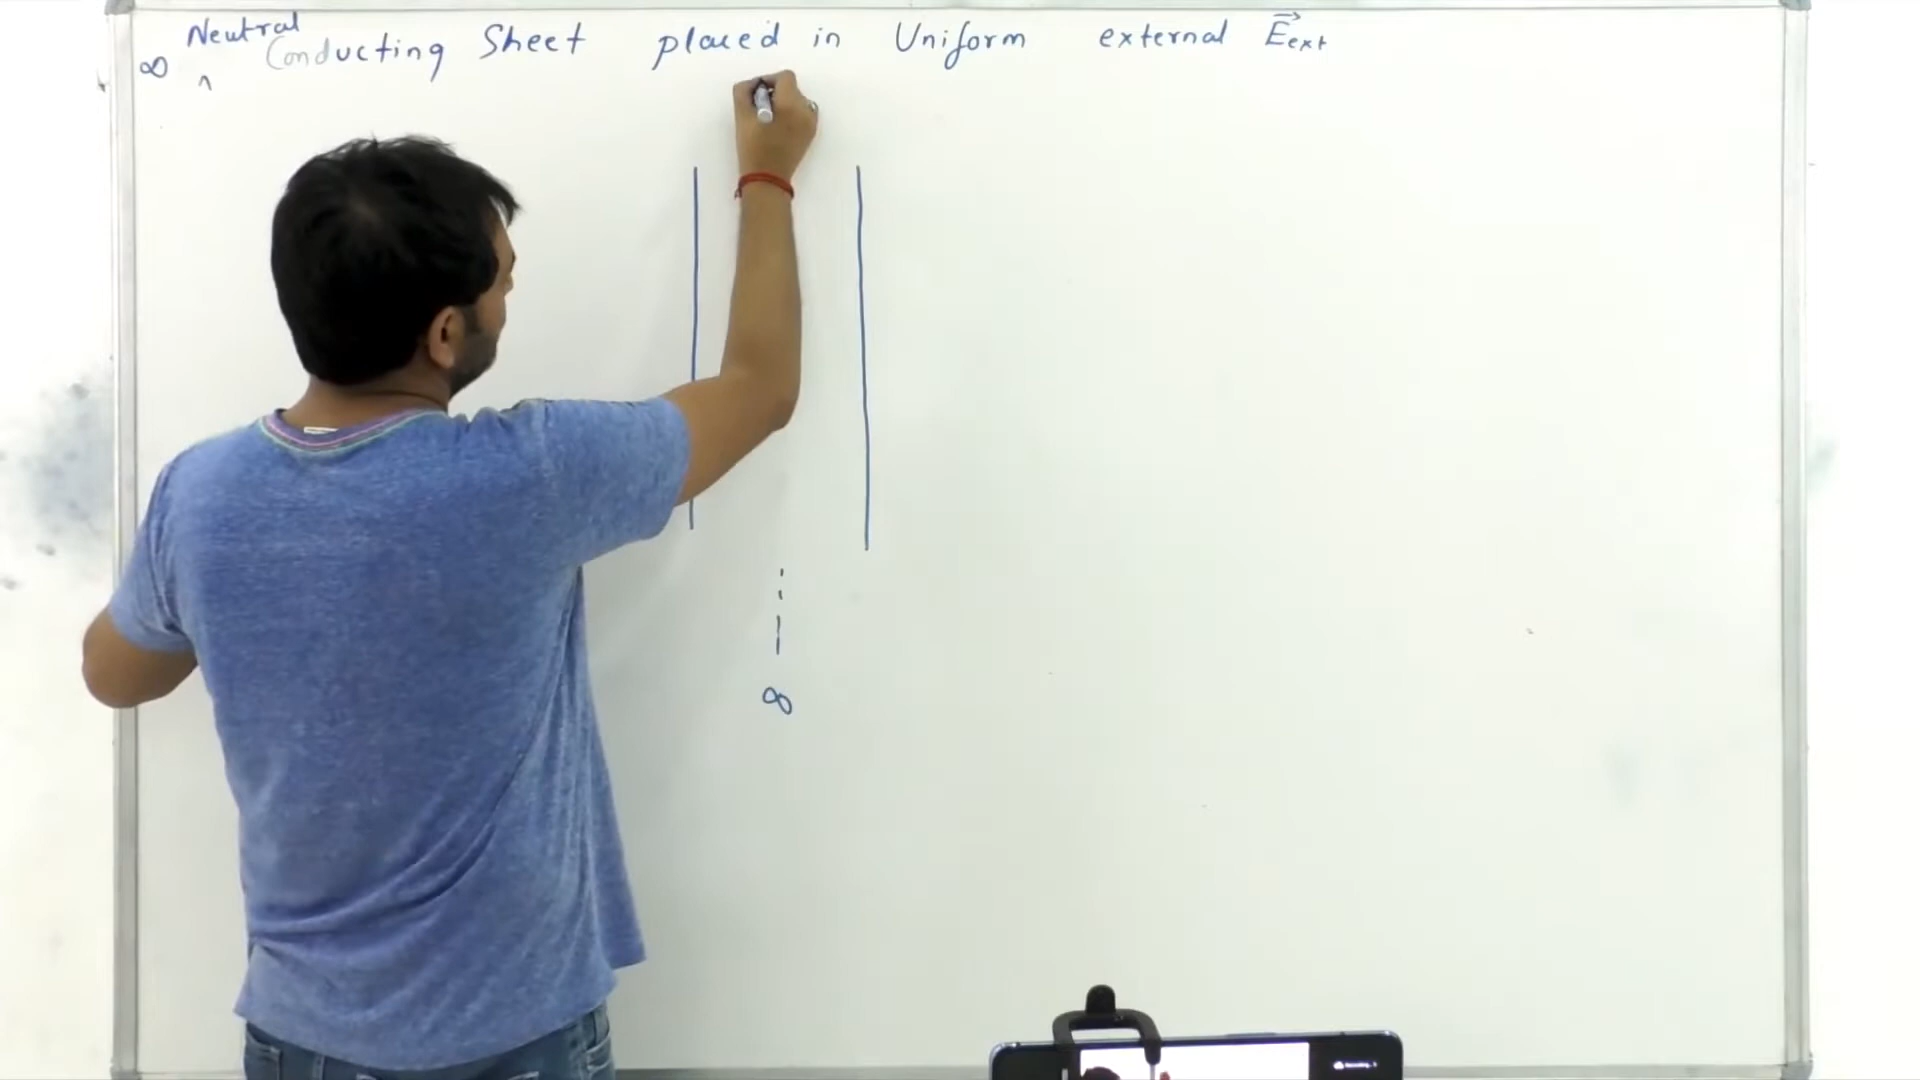 ∞ Neutral Conducting Sheet placed in Uniform external E⃗ext
∞